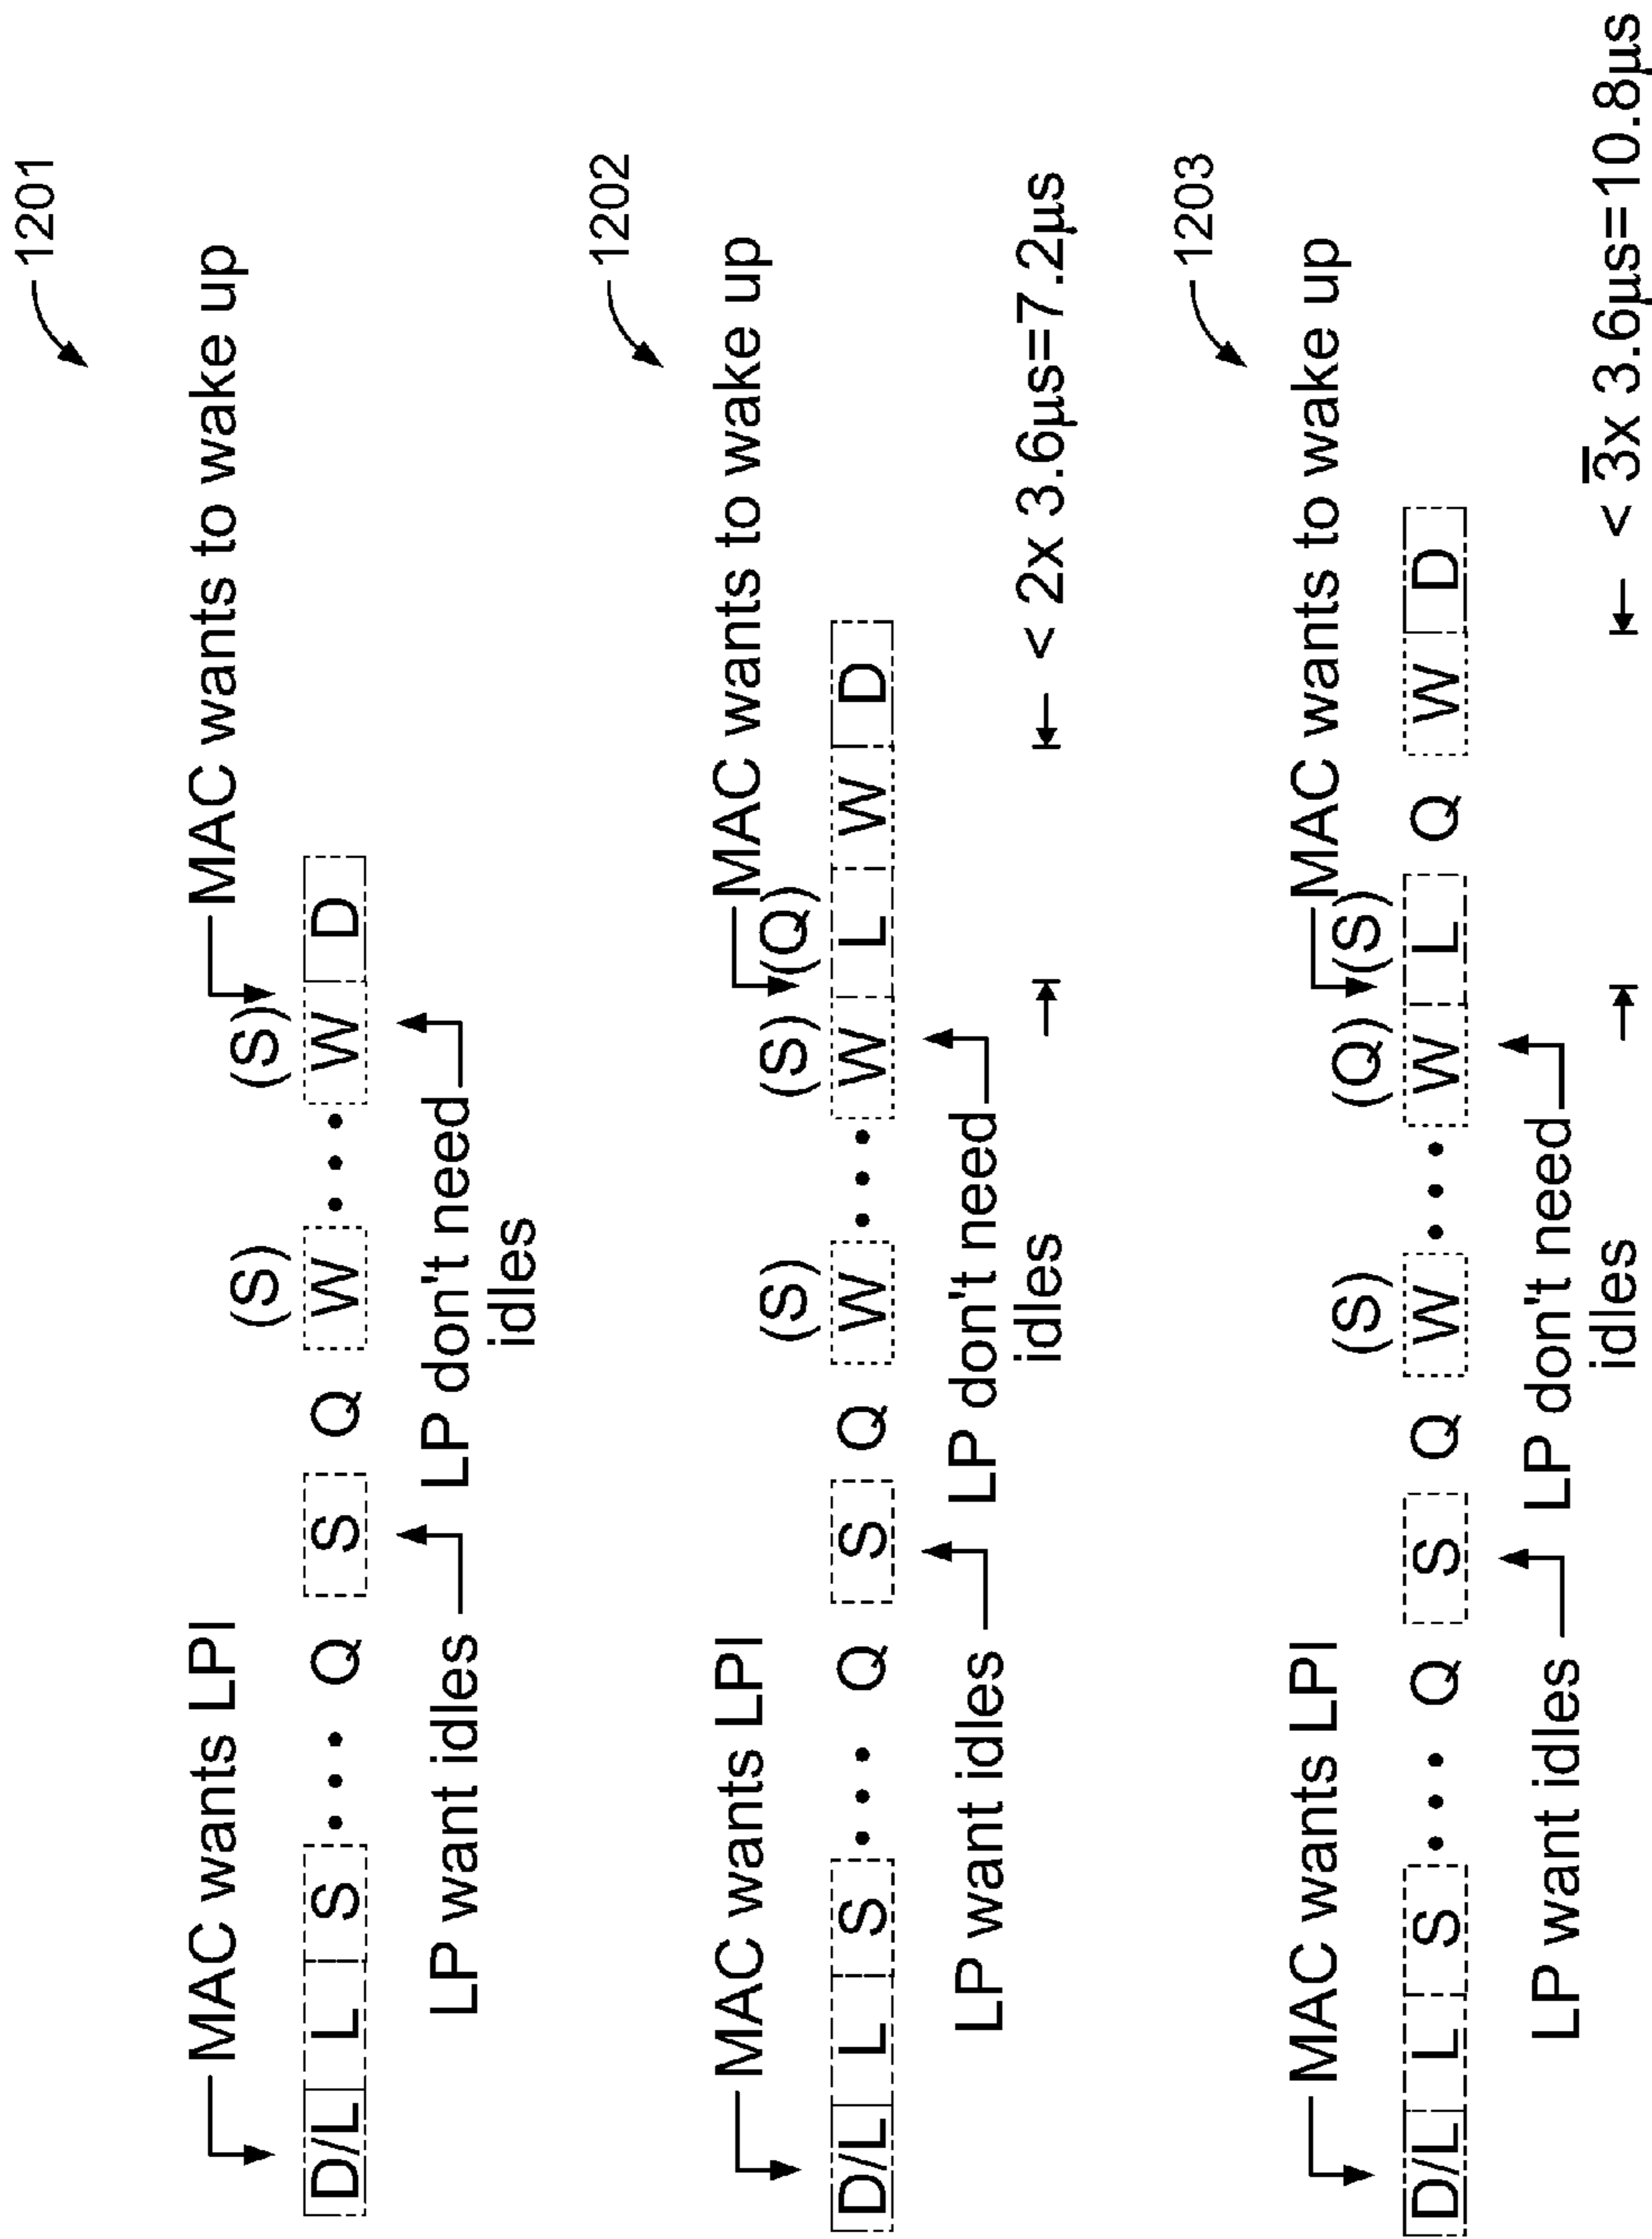 1201
MAC wants LPI
MAC wants to wake up
(S) (S)
D/L L S ••• Q S Q W ••• W D
LP want idles
LP don't need
idles
1202
MAC wants LPI
MAC wants to wake up
(S) (S) (Q)
D/L L S ••• Q S Q W ••• W L W D
LP want idles
LP don't need
idles
< 2x 3.6µs=7.2µs
1203
MAC wants LPI
MAC wants to wake up
(S) (Q) (S)
D/L L S ••• Q S Q W ••• W L Q W D
LP want idles
LP don't need
idles
< 3x 3.6µs=10.8µs